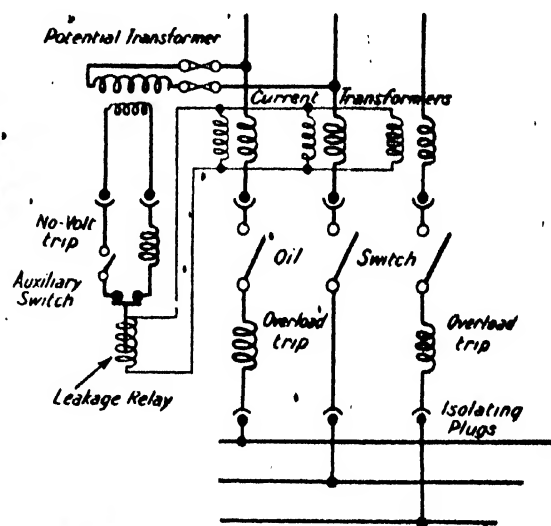 Potential Transformer
Current Transformers
No-Volt
trip
Oil Switch
Auxiliary
Switch
Overload
trip
Overload
trip
Leakage Relay
Isolating
Plugs